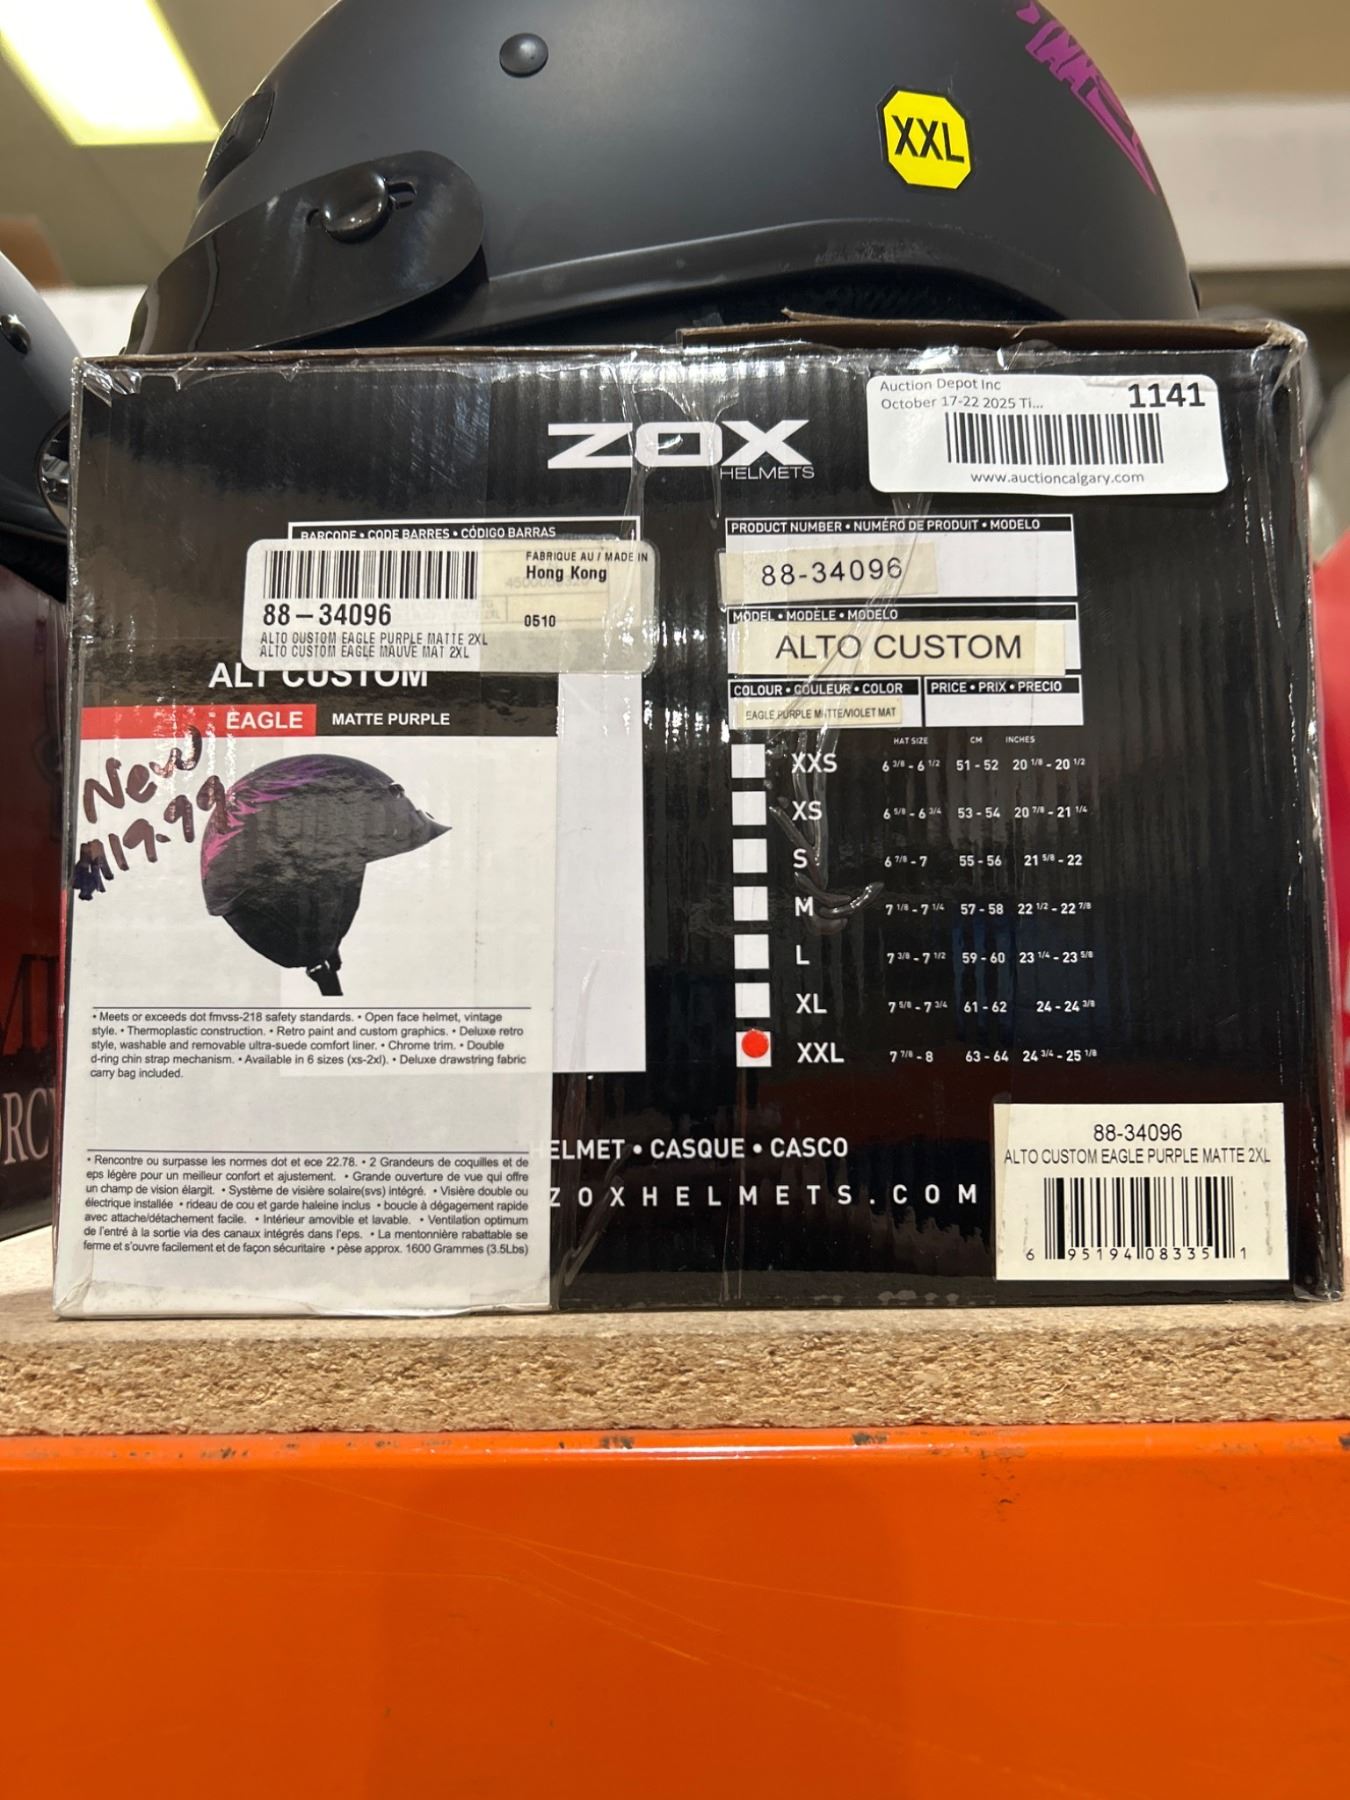 XXL
Auction Depot Inc
October 17-22 2025 Ti...
1141
www.auctioncalgary.com
ZOX
HELMETS
BARCODE • CODE BARRES • CÓDIGO BARRAS
FABRIQUE AU / MADE IN
Hong Kong
88-34096
0510
ALTO CUSTOM EAGLE PURPLE MATTE 2XL
ALTO CUSTOM EAGLE MAUVE MAT 2XL
PRODUCT NUMBER • NUMÉRO DE PRODUIT • MODELO
88-34096
MODEL • MODÈLE • MODELO
ALTO CUSTOM
COLOUR • COULEUR • COLOR
PRICE • PRIX • PRECIO
EAGLE PURPLE MATTE/VIOLET MAT
CUSTOM
EAGLE MATTE PURPLE
New
$19.99
HAT SIZE CM INCHES
XXS 6 3/8 - 6 1/2 51 - 52 20 1/8 - 20 1/2
XS 6 5/8 - 6 3/4 53 - 54 20 7/8 - 21 1/4
S 6 7/8 - 7 55 - 56 21 5/8 - 22
M 7 1/8 - 7 1/4 57 - 58 22 1/2 - 22 7/8
L 7 3/8 - 7 1/2 59 - 60 23 1/4 - 23 5/8
XL 7 5/8 - 7 3/4 61 - 62 24 - 24 3/8
XXL 7 7/8 - 8 63 - 64 24 3/4 - 25 1/8
• Meets or exceeds dot fmvss-218 safety standards. • Open face helmet, vintage
style. • Thermoplastic construction. • Retro paint and custom graphics. • Deluxe retro
style, washable and removable ultra-suede comfort liner. • Chrome trim. • Double
d-ring chin strap mechanism. • Available in 6 sizes (xs-2xl). • Deluxe drawstring fabric
carry bag included.
• Rencontre ou surpasse les normes dot et ece 22.78. • 2 Grandeurs de coquilles et de
eps légère pour un meilleur confort et ajustement. • Grande ouverture de vue qui offre
un champ de vision élargit. • Système de visière solaire(svs) intégré. • Visière double ou
électrique installée • rideau de cou et garde haleine inclus • boucle à dégagement rapide
avec attache/détachement facile. • Intérieur amovible et lavable. • Ventilation optimum
de l'entré à la sortie via des canaux intégrés dans l'eps. • La mentonnière rabattable se
ferme et s'ouvre facilement et de façon sécuritaire • pèse approx. 1600 Grammes (3.5Lbs)
HELMET • CASQUE • CASCO
ZOXHELMETS.COM
88-34096
ALTO CUSTOM EAGLE PURPLE MATTE 2XL
6 95194 08335 1